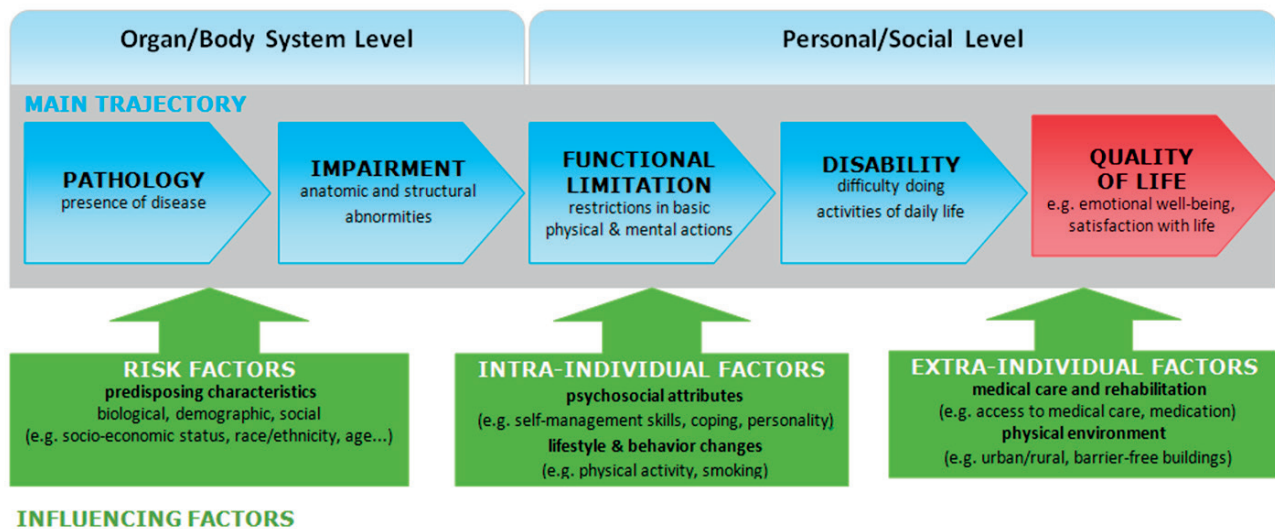 Organ/Body System Level
Personal/Social Level
MAIN TRAJECTORY
PATHOLOGY
presence of disease
IMPAIRMENT
anatomic and structural
abnormities
FUNCTIONAL
LIMITATION
restrictions in basic
physical & mental actions
DISABILITY
difficulty doing
activities of daily life
QUALITY
OF LIFE
e.g. emotional well-being,
satisfaction with life
RISK FACTORS
predisposing characteristics
biological, demographic, social
(e.g. socio-economic status, race/ethnicity, age...)
INTRA-INDIVIDUAL FACTORS
psychosocial attributes
(e.g. self-management skills, coping, personality)
lifestyle & behavior changes
(e.g. physical activity, smoking)
EXTRA-INDIVIDUAL FACTORS
medical care and rehabilitation
(e.g. access to medical care, medication)
physical environment
(e.g. urban/rural, barrier-free buildings)
INFLUENCING FACTORS